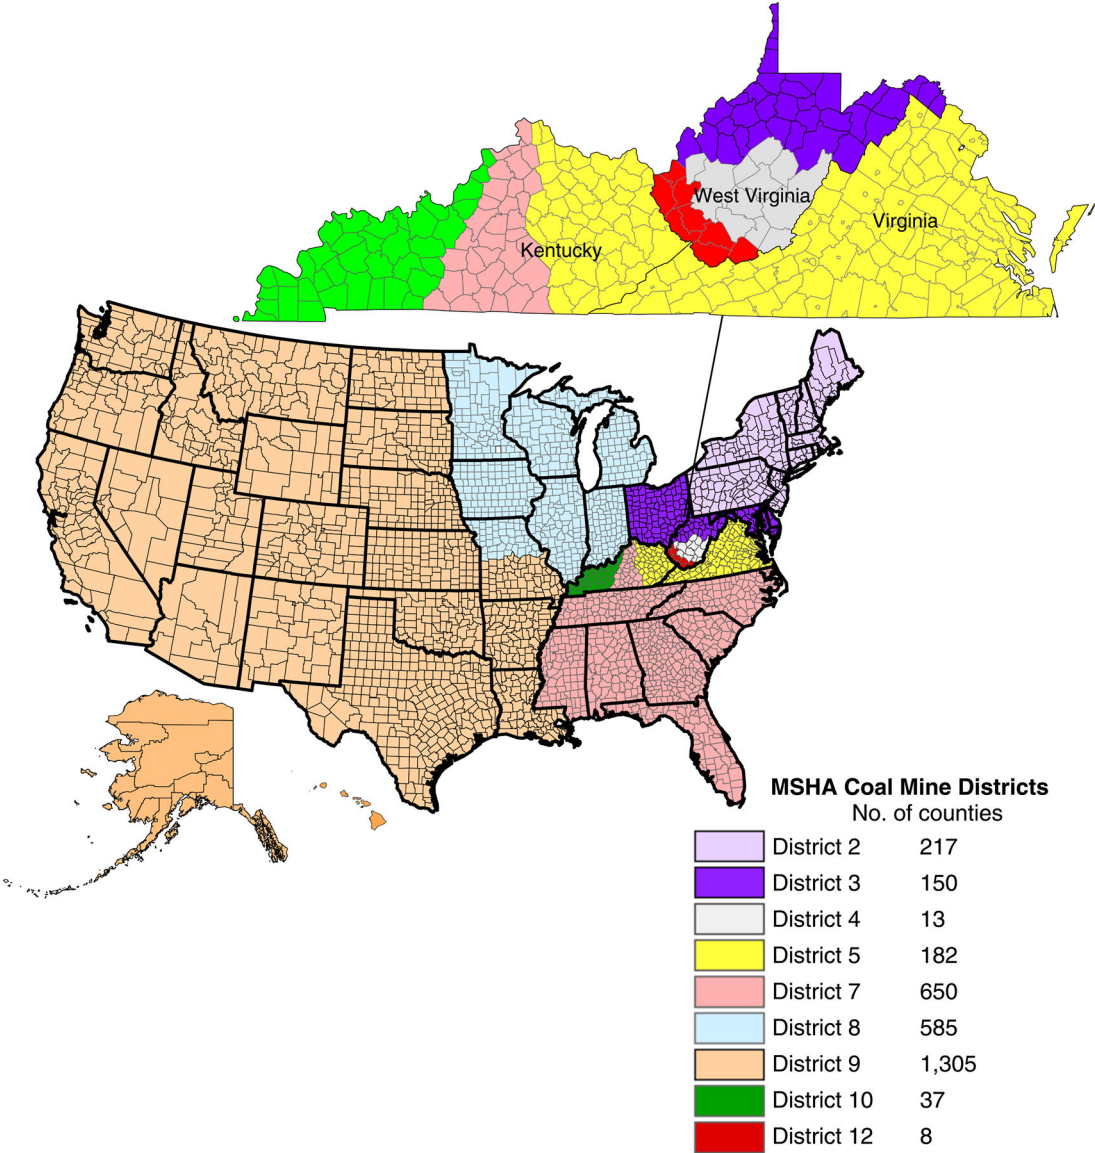 West Virginia
Virginia
Kentucky
MSHA Coal Mine Districts
No. of counties
District 2 217
District 3 150
District 4 13
District 5 182
District 7 650
District 8 585
District 9 1,305
District 10 37
District 12 8